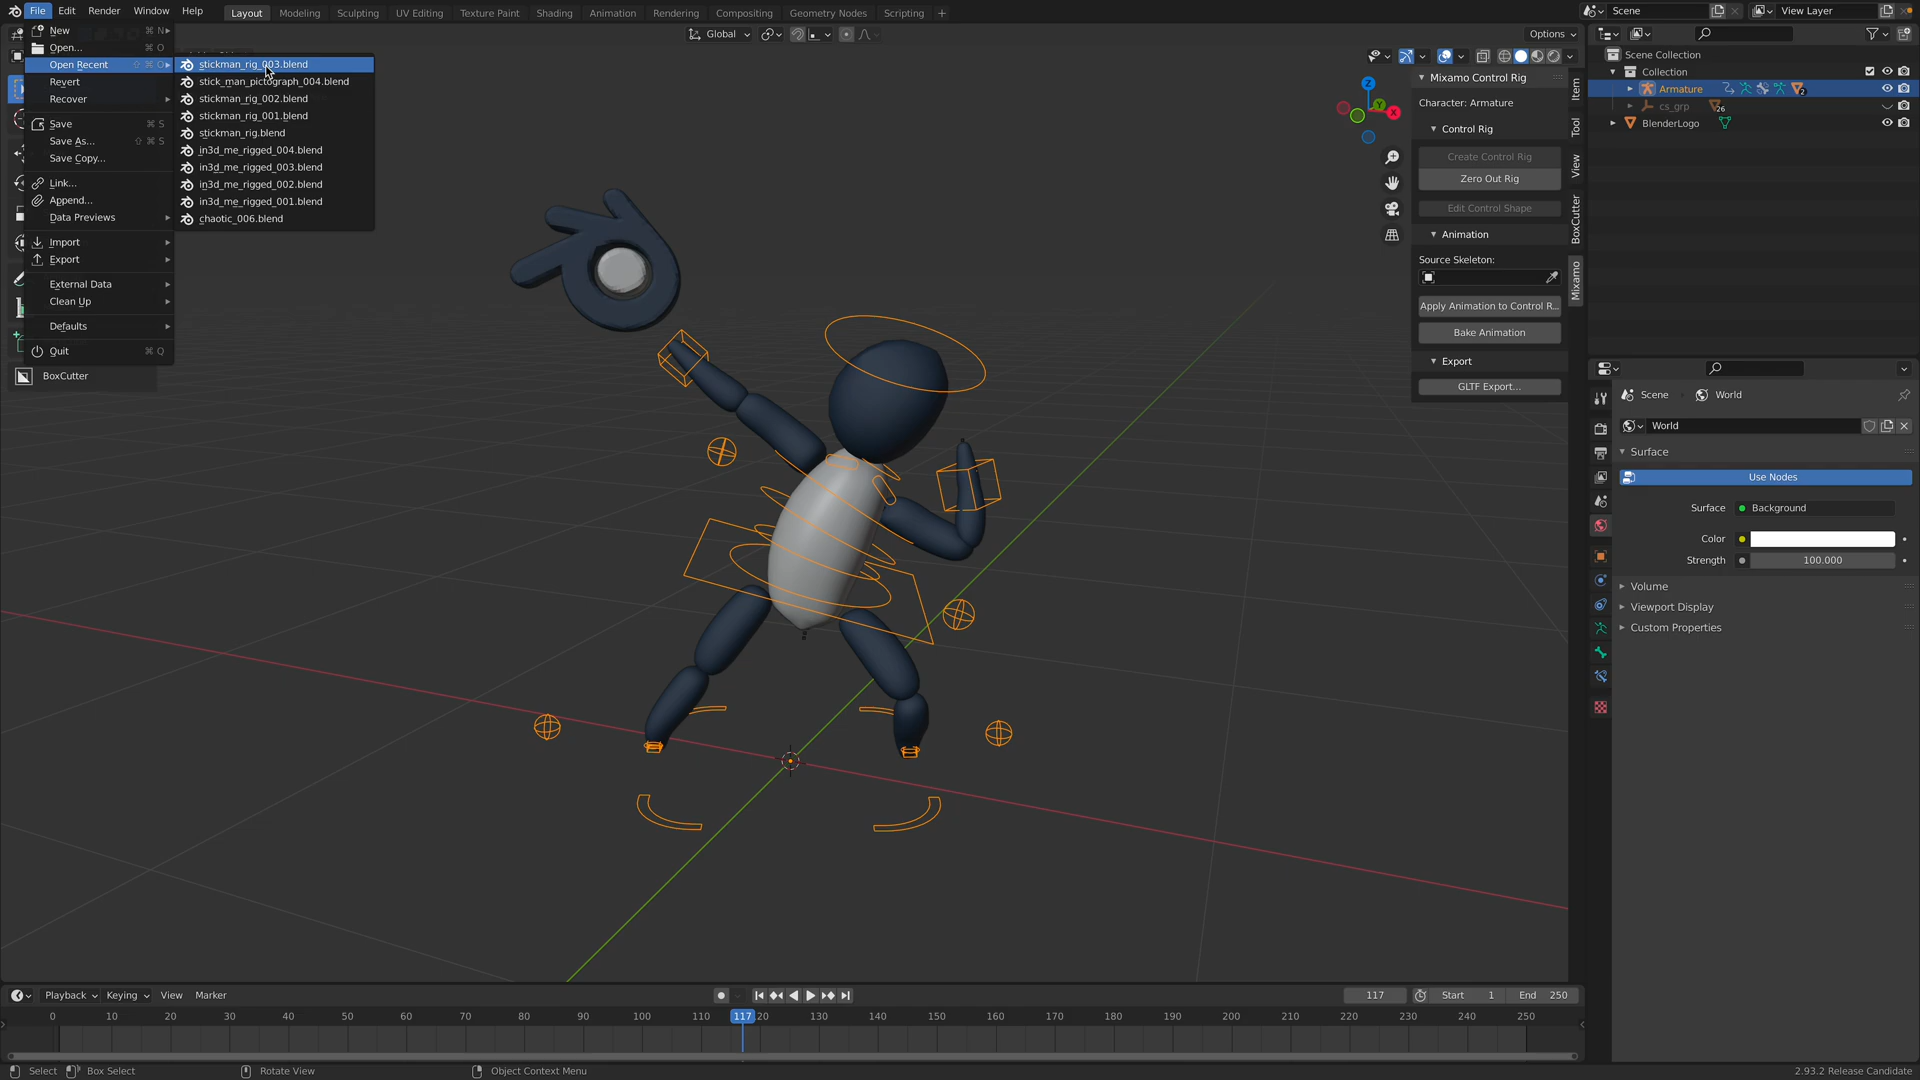 File Edit Render Window Help
Layout Modeling Sculpting UV Editing Texture Paint Shading Animation Rendering Compositing Geometry Nodes Scripting +
Scene
View Layer
New ⌘ N
Open... ⌘ O
Open Recent ⇧ ⌘ O
Revert
Recover
Save ⌘ S
Save As... ⇧ ⌘ S
Save Copy...
Link...
Append...
Data Previews
Import
Export
External Data
Clean Up
Defaults
Quit ⌘ Q
BoxCutter
stickman_rig_003.blend
stick_man_pictograph_004.blend
stickman_rig_002.blend
stickman_rig_001.blend
stickman_rig.blend
in3d_me_rigged_004.blend
in3d_me_rigged_003.blend
in3d_me_rigged_002.blend
in3d_me_rigged_001.blend
chaotic_006.blend
Global
Options
Z
Y
X
Mixamo Control Rig
Character: Armature
Control Rig
Create Control Rig
Zero Out Rig
Edit Control Shape
Animation
Source Skeleton:
Apply Animation to Control R...
Bake Animation
Export
GLTF Export...
Item
Tool
View
BoxCutter
Mixamo
Scene Collection
Collection
Armature 2
cs_grp 26
BlenderLogo
Scene World
World
Surface
Use Nodes
Surface Background
Color
Strength 100.000
Volume
Viewport Display
Custom Properties
Playback Keying View Marker
117 Start 1 End 250
0 10 20 30 40 50 60 70 80 90 100 110 117 120 130 140 150 160 170 180 190 200 210 220 230 240 250
Select Box Select Rotate View Object Context Menu 2.93.2 Release Candidate